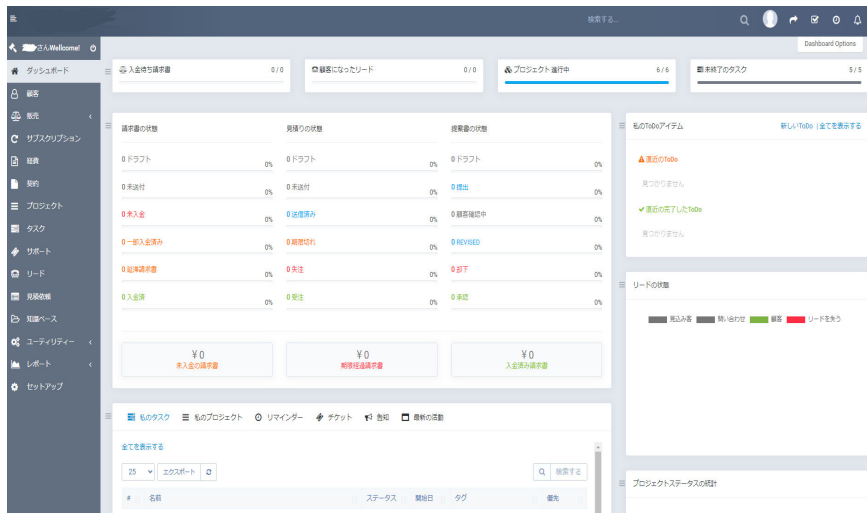 検索する...
さんWellcome!
Dashboard Options
ダッシュボード
顧客
販売
サブスクリプション
経費
契約
プロジェクト
タスク
サポート
リード
見積依頼
知識ベース
ユーティリティー
レポート
セットアップ
入金待ち請求書 0 / 0
顧客になったリード 0 / 0
プロジェクト 進行中 6 / 6
未終了のタスク 5 / 5
請求書の状態
0 ドラフト 0%
0 未送付 0%
0 未入金 0%
0 一部入金済み 0%
0 延滞請求書 0%
0 入金済 0%
見積りの状態
0 ドラフト 0%
0 未送付 0%
0 送信済み 0%
0 期限切れ 0%
0 失注 0%
0 受注 0%
提案書の状態
0 ドラフト 0%
0 提出 0%
0 顧客確認中 0%
0 REVISED 0%
0 却下 0%
0 承認 0%
¥ 0
未入金の請求書
¥ 0
期限経過請求書
¥ 0
入金済み請求書
私のタスク 私のプロジェクト リマインダー チケット 告知 最新の活動
全てを表示する
25 エクスポート 検索する
# 名前 ステータス 開始日 タグ 優先
私のToDoアイテム 新しいToDo | 全てを表示する
直近のToDo
見つかりません
直近の完了したToDo
見つかりません
リードの状態
見込み客 問い合わせ 顧客 リードを失う
プロジェクトステータスの統計